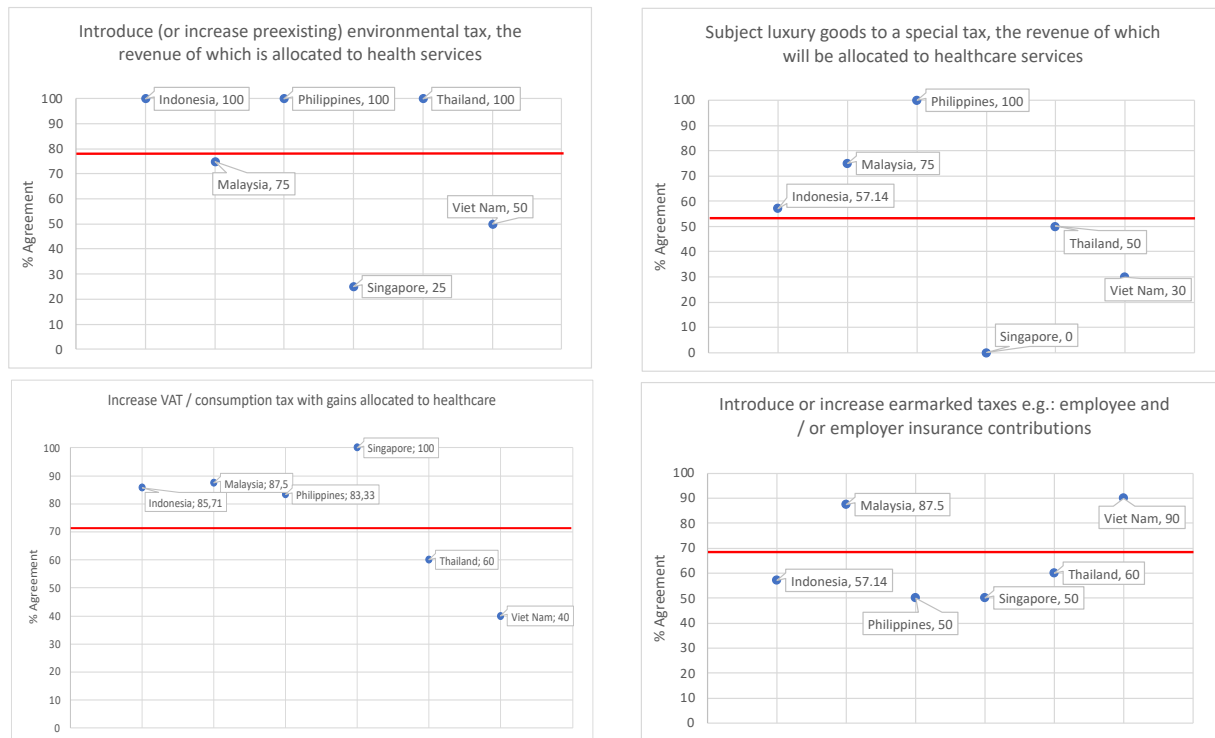 Introduce (or increase preexisting) environmental tax, the
revenue of which is allocated to health services
% Agreement
100
90
80
70
60
50
40
30
20
10
0
Indonesia, 100
Philippines, 100
Thailand, 100
Malaysia, 75
Viet Nam, 50
Singapore, 25
Subject luxury goods to a special tax, the revenue of which
will be allocated to healthcare services
% Agreement
100
90
80
70
60
50
40
30
20
10
0
Philippines, 100
Malaysia, 75
Indonesia, 57.14
Thailand, 50
Viet Nam, 30
Singapore, 0
Increase VAT / consumption tax with gains allocated to healthcare
% Agreement
100
90
80
70
60
50
40
30
20
10
0
Singapore; 100
Malaysia; 87,5
Philippines; 83,33
Indonesia; 85,71
Thailand; 60
Viet Nam; 40
Introduce or increase earmarked taxes e.g.: employee and
/ or employer insurance contributions
% Agreement
100
90
80
70
60
50
40
30
20
10
0
Malaysia, 87.5
Viet Nam, 90
Indonesia, 57.14
Thailand, 60
Singapore, 50
Philippines, 50